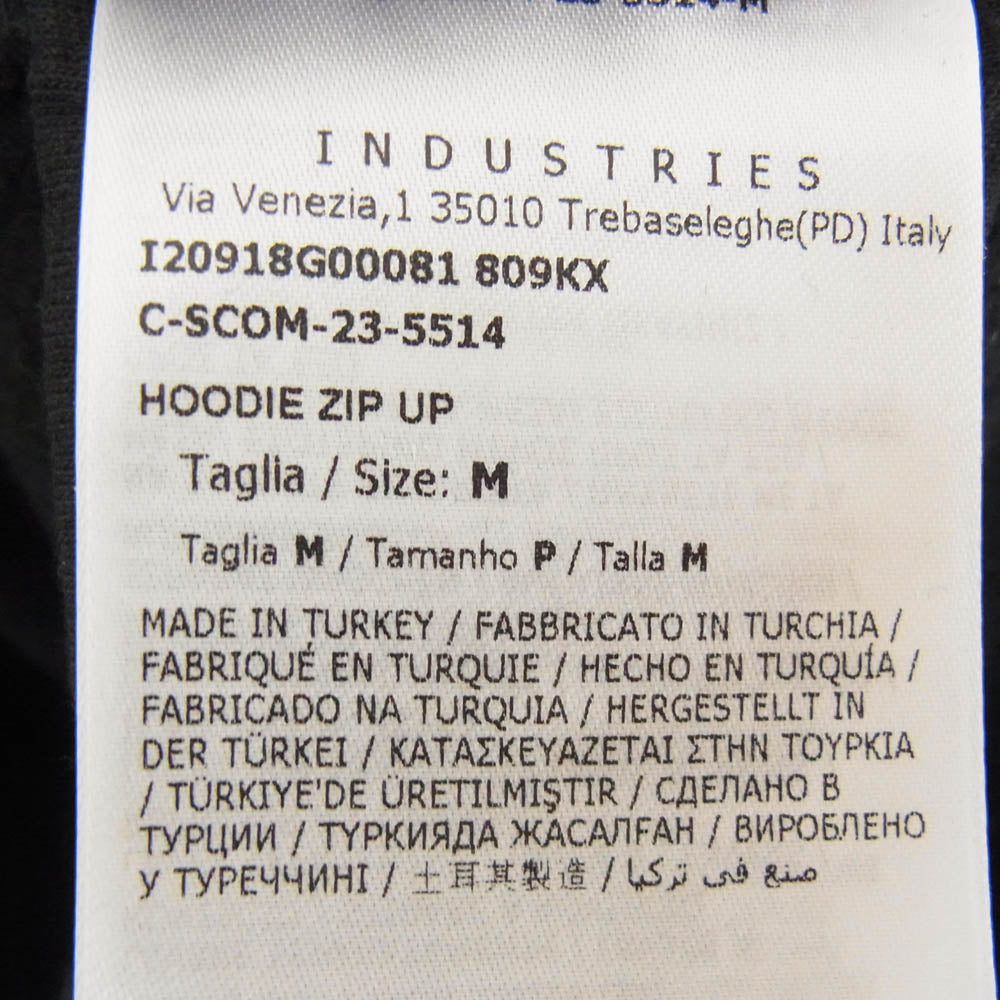 INDUSTRIES
Via Venezia,1 35010 Trebaseleghe(PD) Italy
I20918G00081 809KX
C-SCOM-23-5514
HOODIE ZIP UP
Taglia / Size: M
Taglia M / Tamanho P / Talla M
MADE IN TURKEY / FABBRICATO IN TURCHIA /
FABRIQUÉ EN TURQUIE / HECHO EN TURQUÍA /
FABRICADO NA TURQUIA / HERGESTELLT IN
DER TÜRKEI / ΚΑΤΑΣΚΕΥΑΖΕΤΑΙ ΣΤΗΝ ΤΟΥΡΚΙΑ
/ TÜRKIYE'DE ÜRETILMIŞTIR / СДЕЛАНО В
ТУРЦИИ / ТҮРКИЯДА ЖАСАЛҒАН / ВИРОБЛЕНО
У ТУРЕЧЧИНІ / 土耳其製造 / صنع في تركيا